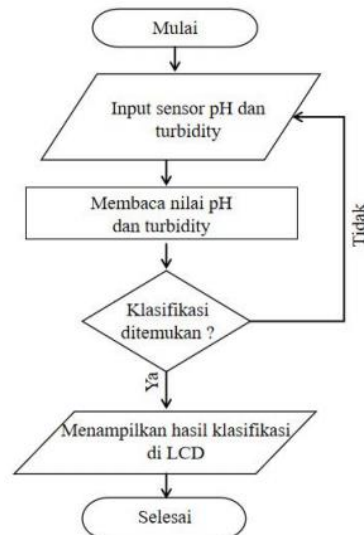 Mulai
Input sensor pH dan
turbidity
Membaca nilai pH
dan turbidity
Klasifikasi
ditemukan ?
Tidak
Ya
Menampilkan hasil klasifikasi
di LCD
Selesai